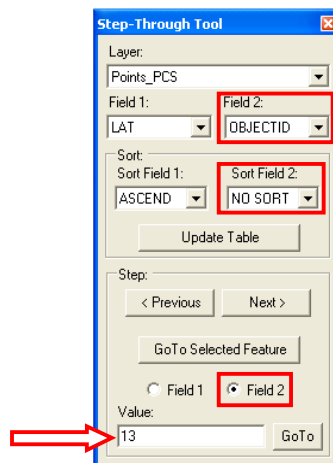 Step-Through Tool
Layer:
Points_PCS
Field 1: Field 2:
LAT OBJECTID
Sort:
Sort Field 1: Sort Field 2:
ASCEND NO SORT
Update Table
Step:
< Previous Next >
GoTo Selected Feature
Field 1 Field 2
Value:
13 GoTo